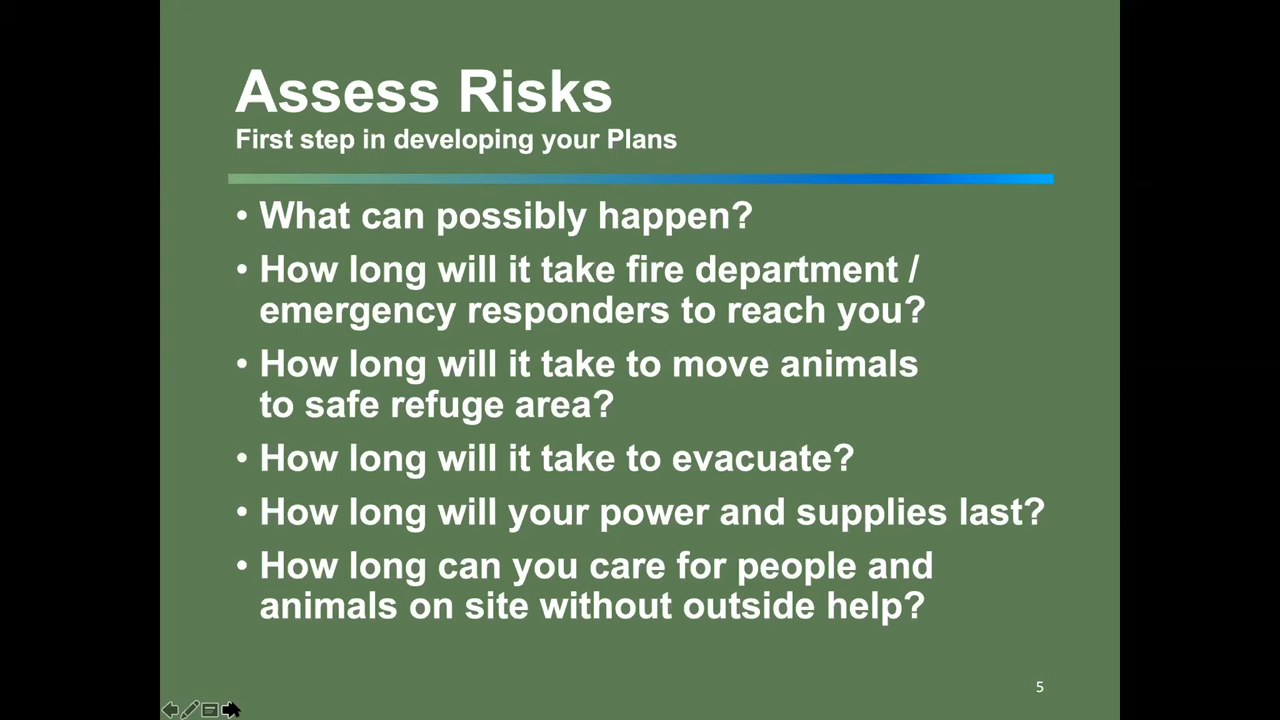 Assess Risks
First step in developing your Plans
• What can possibly happen?
• How long will it take fire department /
emergency responders to reach you?
• How long will it take to move animals
to safe refuge area?
• How long will it take to evacuate?
• How long will your power and supplies last?
• How long can you care for people and
animals on site without outside help?
5